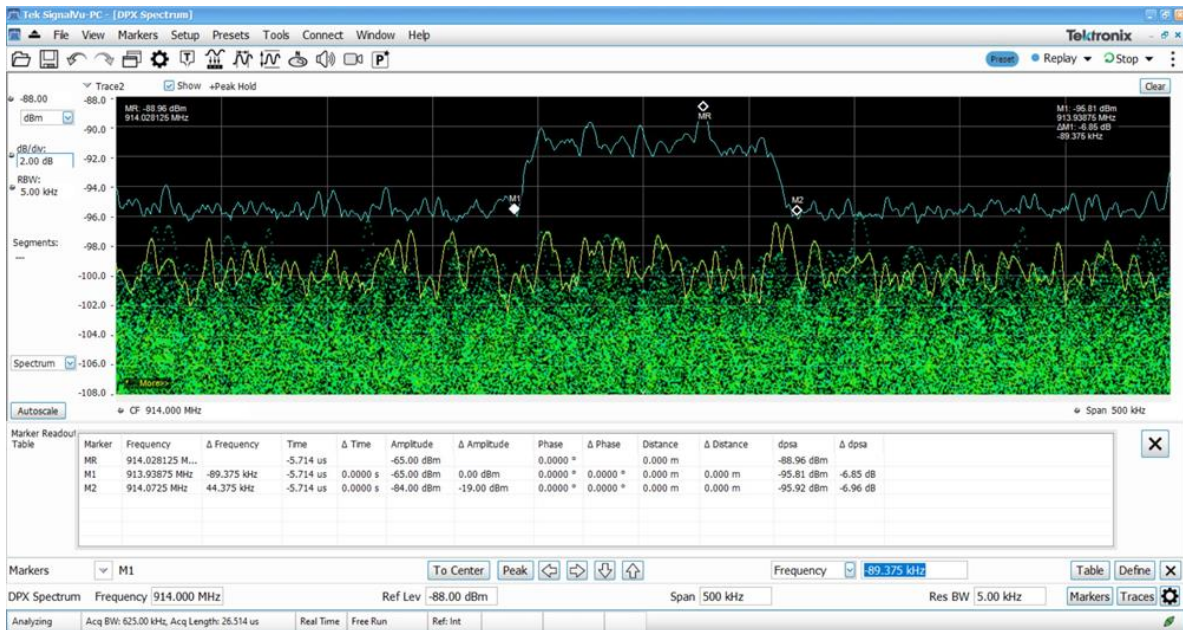 Tek SignalVu-PC - [DPX Spectrum]
File View Markers Setup Presets Tools Connect Window Help
Tektronix
Preset Replay Stop
Trace2 Show +Peak Hold Clear
-88.00
dBm
dB/div:
2.00 dB
RBW:
5.00 kHz
Segments:
---
Spectrum
Autoscale
-88.0
-90.0
-92.0
-94.0
-96.0
-98.0
-100.0
-102.0
-104.0
-106.0
-108.0
MR: -88.96 dBm
914.028125 MHz
MR
M1
M2
M1: -95.81 dBm
913.93875 MHz
ΔM1: -6.85 dB
-89.375 kHz
More>>
CF 914.000 MHz Span 500 kHz
Marker Readout
Table
Marker Frequency Δ Frequency Time Δ Time Amplitude Δ Amplitude Phase Δ Phase Distance Δ Distance dpsa Δ dpsa
MR 914.028125 M... -5.714 us -65.00 dBm 0.0000 ° 0.000 m -88.96 dBm
M1 913.93875 MHz -89.375 kHz -5.714 us 0.0000 s -65.00 dBm 0.00 dBm 0.0000 ° 0.0000 ° 0.000 m 0.000 m -95.81 dBm -6.85 dB
M2 914.0725 MHz 44.375 kHz -5.714 us 0.0000 s -84.00 dBm -19.00 dBm 0.0000 ° 0.0000 ° 0.000 m 0.000 m -95.92 dBm -6.96 dB
Markers M1 To Center Peak Frequency -89.375 kHz Table Define
DPX Spectrum Frequency 914.000 MHz Ref Lev -88.00 dBm Span 500 kHz Res BW 5.00 kHz Markers Traces
Analyzing Acq BW: 625.00 kHz, Acq Length: 26.514 us Real Time Free Run Ref: Int